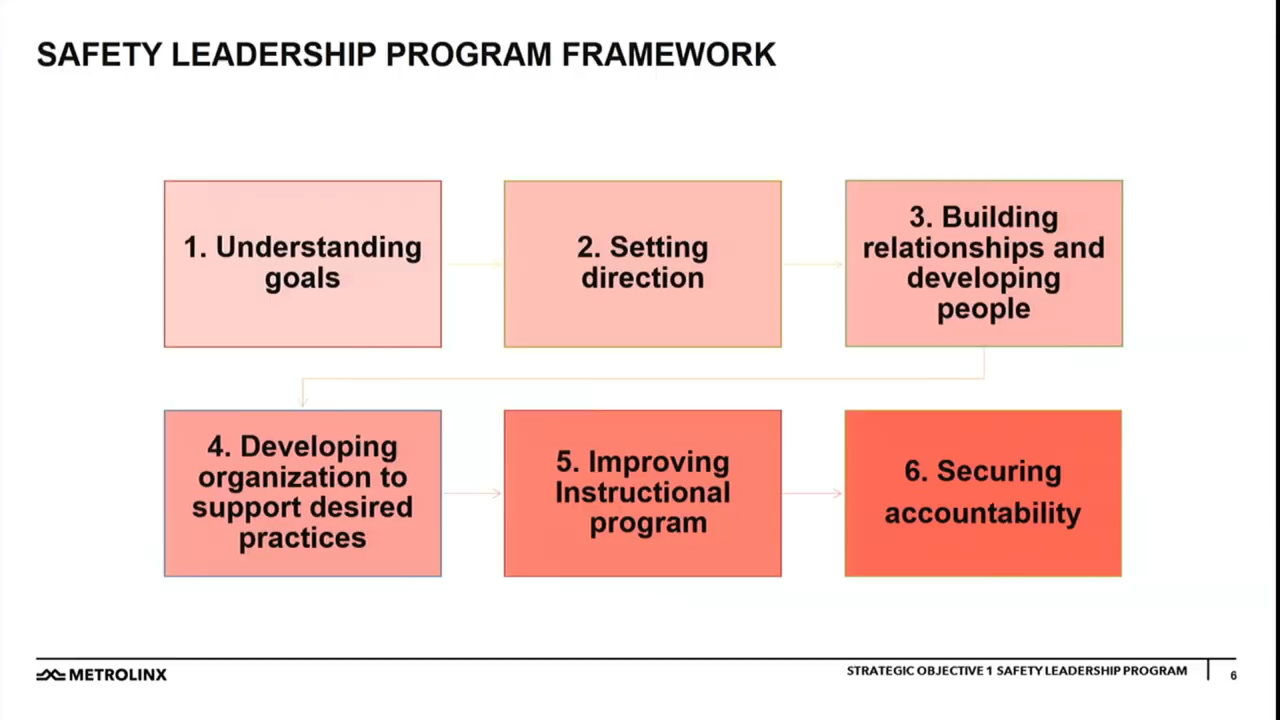 SAFETY LEADERSHIP PROGRAM FRAMEWORK
1. Understanding
goals
2. Setting
direction
3. Building
relationships and
developing
people
4. Developing
organization to
support desired
practices
5. Improving
Instructional
program
6. Securing
accountability
METROLINX
STRATEGIC OBJECTIVE 1 SAFETY LEADERSHIP PROGRAM
6